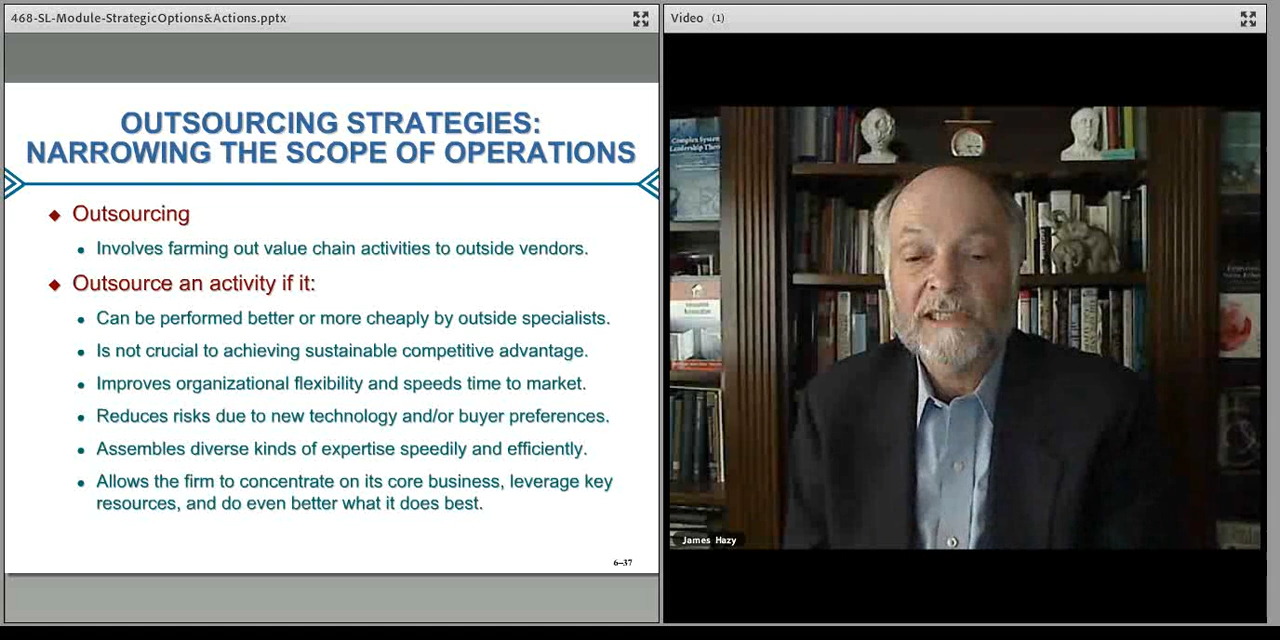 468-SL-Module-StrategicOptions&Actions.pptx
OUTSOURCING STRATEGIES:
NARROWING THE SCOPE OF OPERATIONS
Outsourcing
Involves farming out value chain activities to outside vendors.
Outsource an activity if it:
Can be performed better or more cheaply by outside specialists.
Is not crucial to achieving sustainable competitive advantage.
Improves organizational flexibility and speeds time to market.
Reduces risks due to new technology and/or buyer preferences.
Assembles diverse kinds of expertise speedily and efficiently.
Allows the firm to concentrate on its core business, leverage key
resources, and do even better what it does best.
6–37
Video (1)
Complex Systems
Leadership Theory
James Hazy